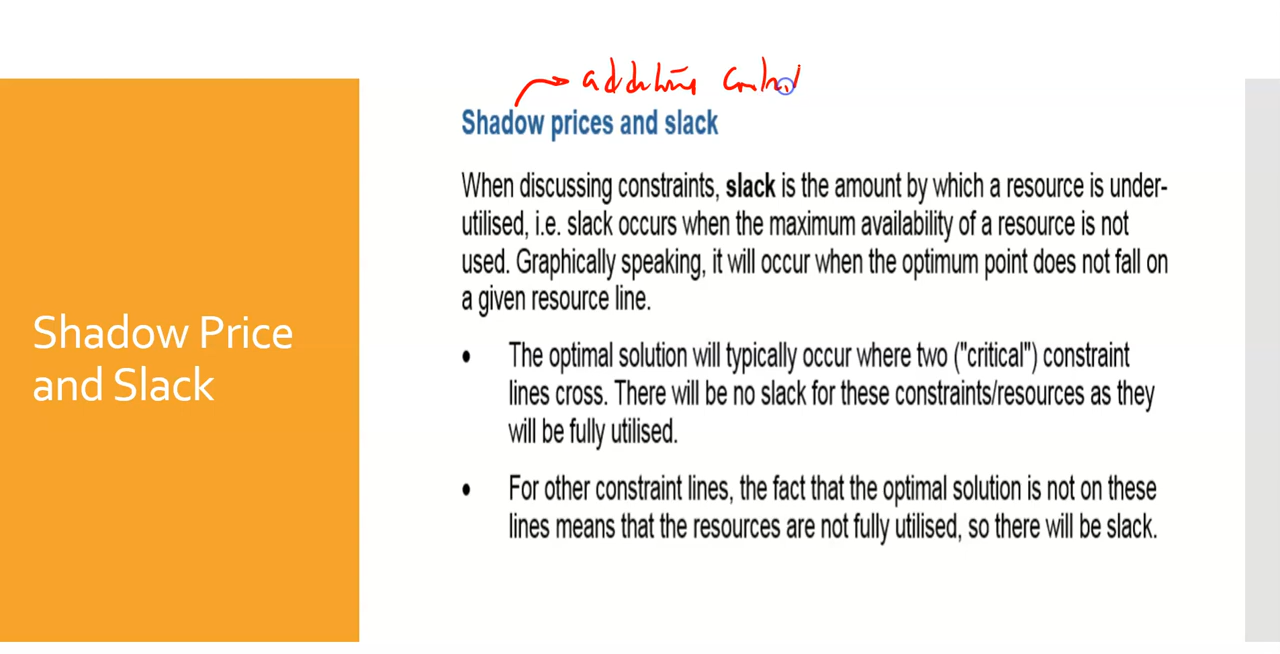 Shadow prices and slack
When discussing constraints, slack is the amount by which a resource is under-
utilised, i.e. slack occurs when the maximum availability of a resource is not
used. Graphically speaking, it will occur when the optimum point does not fall on
a given resource line.
• The optimal solution will typically occur where two ("critical") constraint
lines cross. There will be no slack for these constraints/resources as they
will be fully utilised.
• For other constraint lines, the fact that the optimal solution is not on these
lines means that the resources are not fully utilised, so there will be slack.
Shadow Price
and Slack